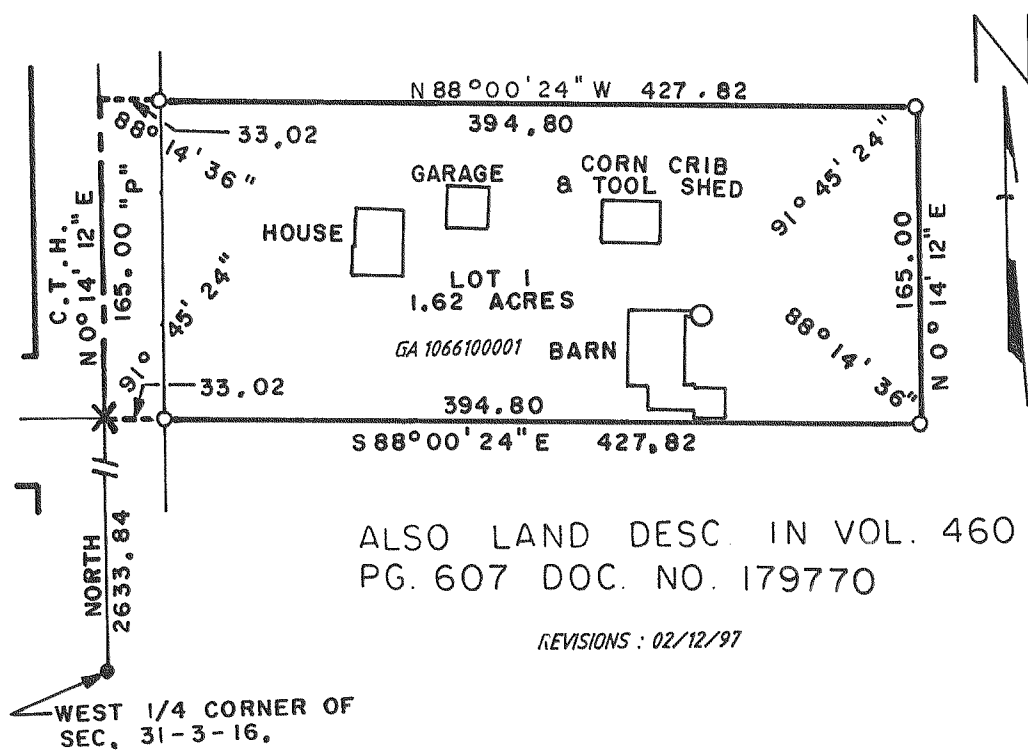 N
N 88°00'24" W 427.82
394.80
33.02
88° 14' 36"
GARAGE
CORN CRIB
& TOOL SHED
91° 45' 24"
HOUSE
C.T.H.
N 0° 14' 12" E
165.00 "P"
LOT 1
1.62 ACRES
165.00
N 0° 14' 12" E
91° 45' 24"
GA 1066100001
BARN
88° 14' 36"
33.02
394.80
S 88°00'24" E 427.82
NORTH
2633.84
ALSO LAND DESC. IN VOL. 460
PG. 607 DOC. NO. 179770
REVISIONS : 02/12/97
WEST 1/4 CORNER OF
SEC. 31-3-16.